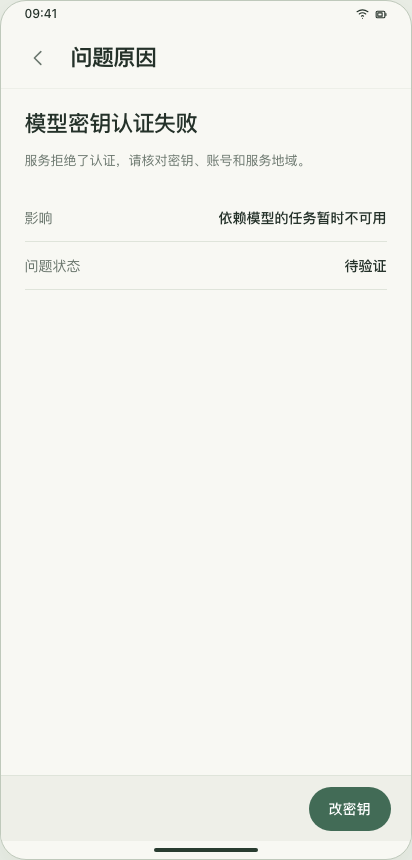 09:41
问题原因
模型密钥认证失败
服务拒绝了认证，请核对密钥、账号和服务地域。
影响 依赖模型的任务暂时不可用
问题状态 待验证
改密钥